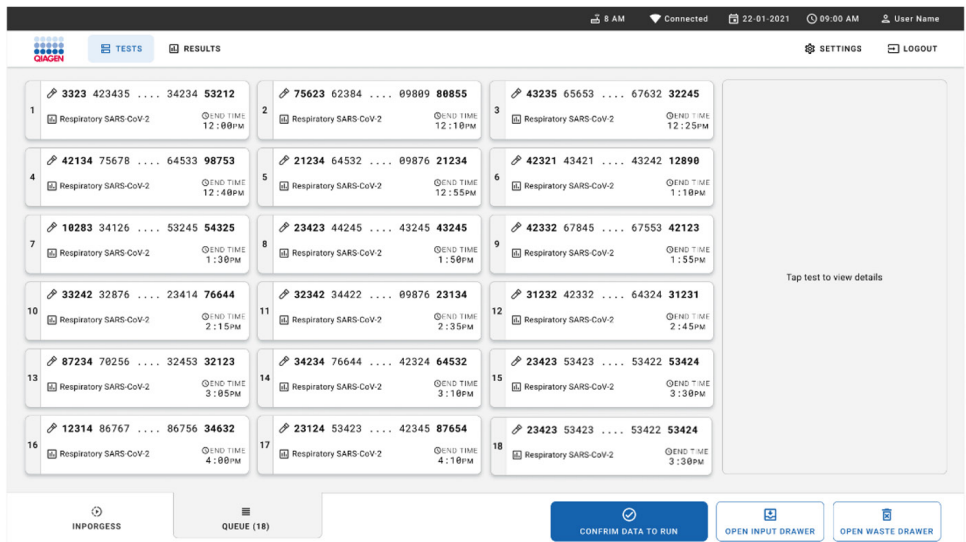 8 AM Connected 22-01-2021 09:00 AM User Name
QIAGEN TESTS RESULTS SETTINGS LOGOUT
1 3323 423435 .... 34234 53212
Respiratory SARS-CoV-2 END TIME 12:00PM
2 75623 62384 .... 09809 80855
Respiratory SARS-CoV-2 END TIME 12:10PM
3 43235 65653 .... 67632 32245
Respiratory SARS-CoV-2 END TIME 12:25PM
4 42134 75678 .... 64533 98753
Respiratory SARS-CoV-2 END TIME 12:40PM
5 21234 64532 .... 09876 21234
Respiratory SARS-CoV-2 END TIME 12:55PM
6 42321 43421 .... 43242 12890
Respiratory SARS-CoV-2 END TIME 1:10PM
7 10283 34126 .... 53245 54325
Respiratory SARS-CoV-2 END TIME 1:30PM
8 23423 44245 .... 43245 43245
Respiratory SARS-CoV-2 END TIME 1:50PM
9 42332 67845 .... 67553 42123
Respiratory SARS-CoV-2 END TIME 1:55PM
10 33242 32876 .... 23414 76644
Respiratory SARS-CoV-2 END TIME 2:15PM
11 32342 34422 .... 09876 23134
Respiratory SARS-CoV-2 END TIME 2:35PM
12 31232 42332 .... 64324 31231
Respiratory SARS-CoV-2 END TIME 2:45PM
13 87234 70256 .... 32453 32123
Respiratory SARS-CoV-2 END TIME 3:05PM
14 34234 76644 .... 42324 64532
Respiratory SARS-CoV-2 END TIME 3:10PM
15 23423 53423 .... 53422 53424
Respiratory SARS-CoV-2 END TIME 3:30PM
16 12314 86767 .... 86756 34632
Respiratory SARS-CoV-2 END TIME 4:00PM
17 23124 53423 .... 42345 87654
Respiratory SARS-CoV-2 END TIME 4:10PM
18 23423 53423 .... 53422 53424
Respiratory SARS-CoV-2 END TIME 3:30PM
Tap test to view details
INPORGESS QUEUE (18) CONFRIM DATA TO RUN OPEN INPUT DRAWER OPEN WASTE DRAWER